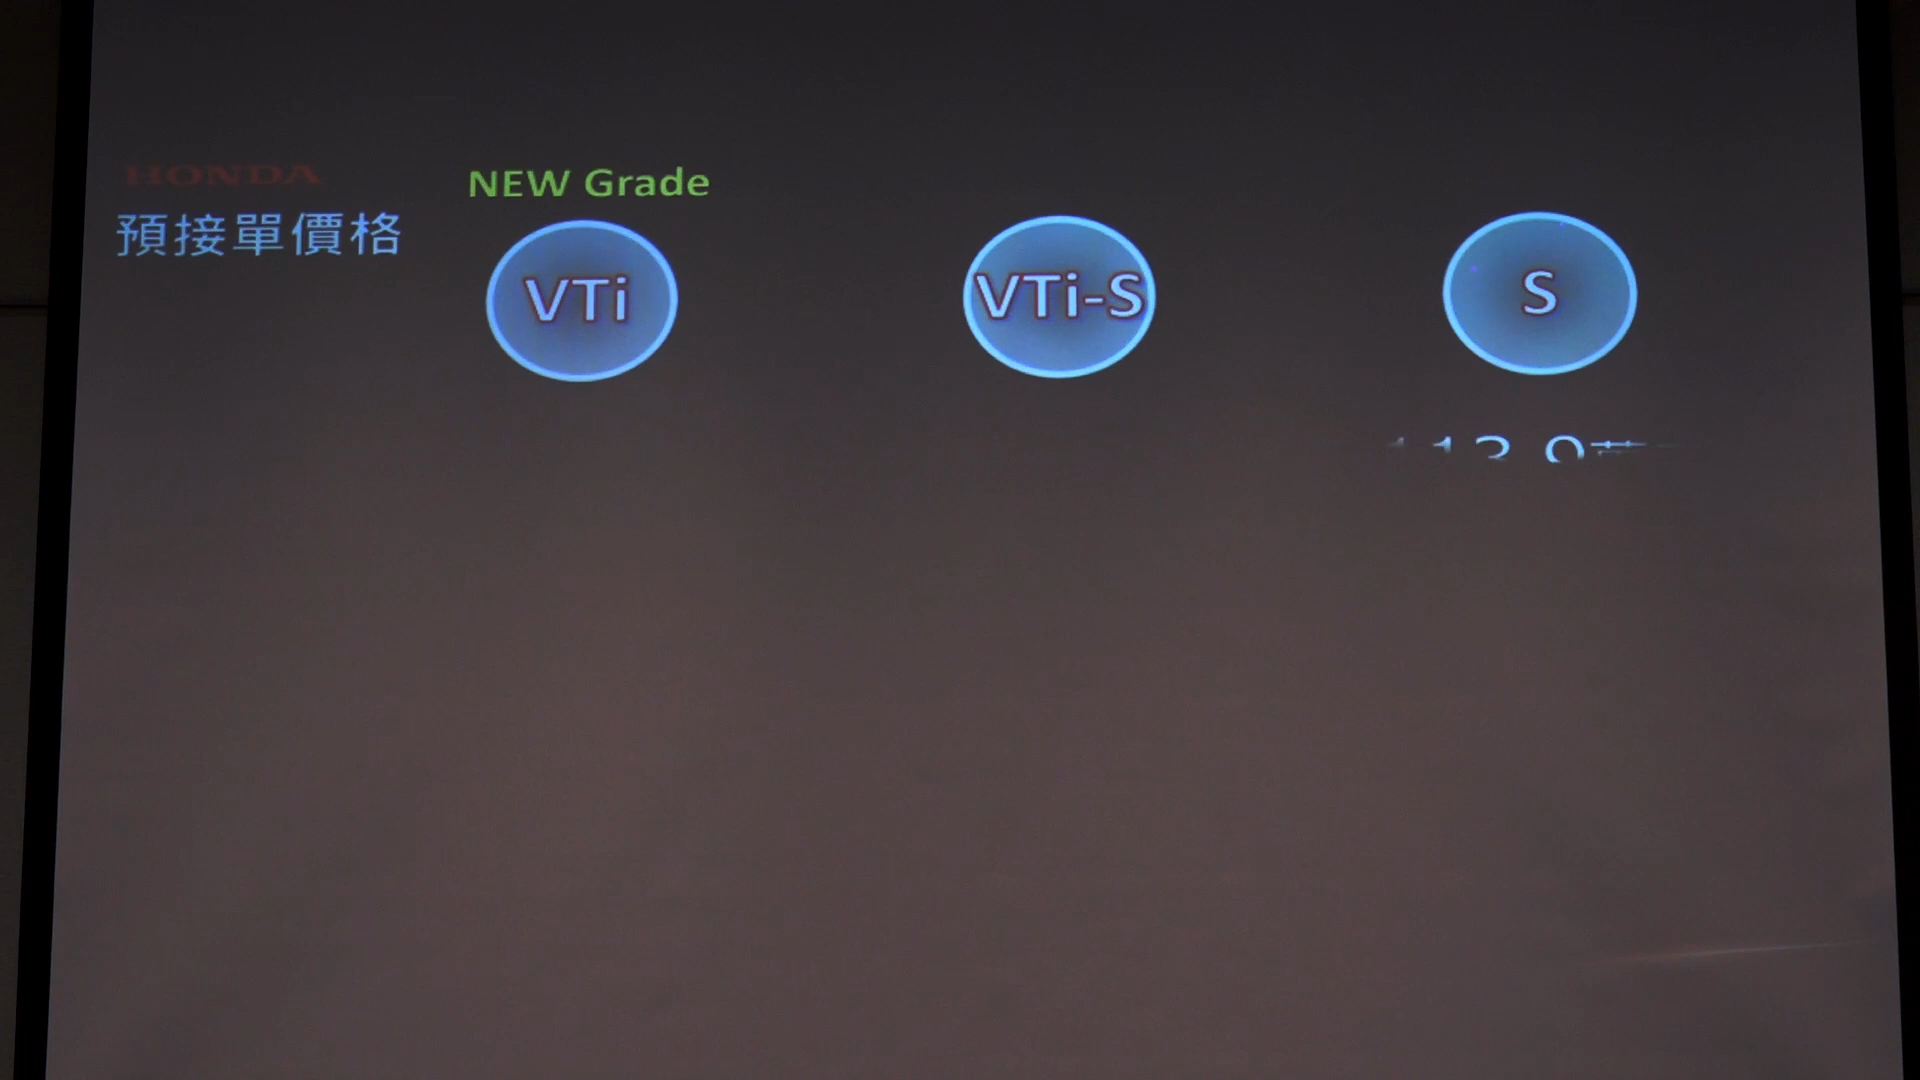 HONDA
預接單價格
NEW Grade
VTi
VTi-S
S